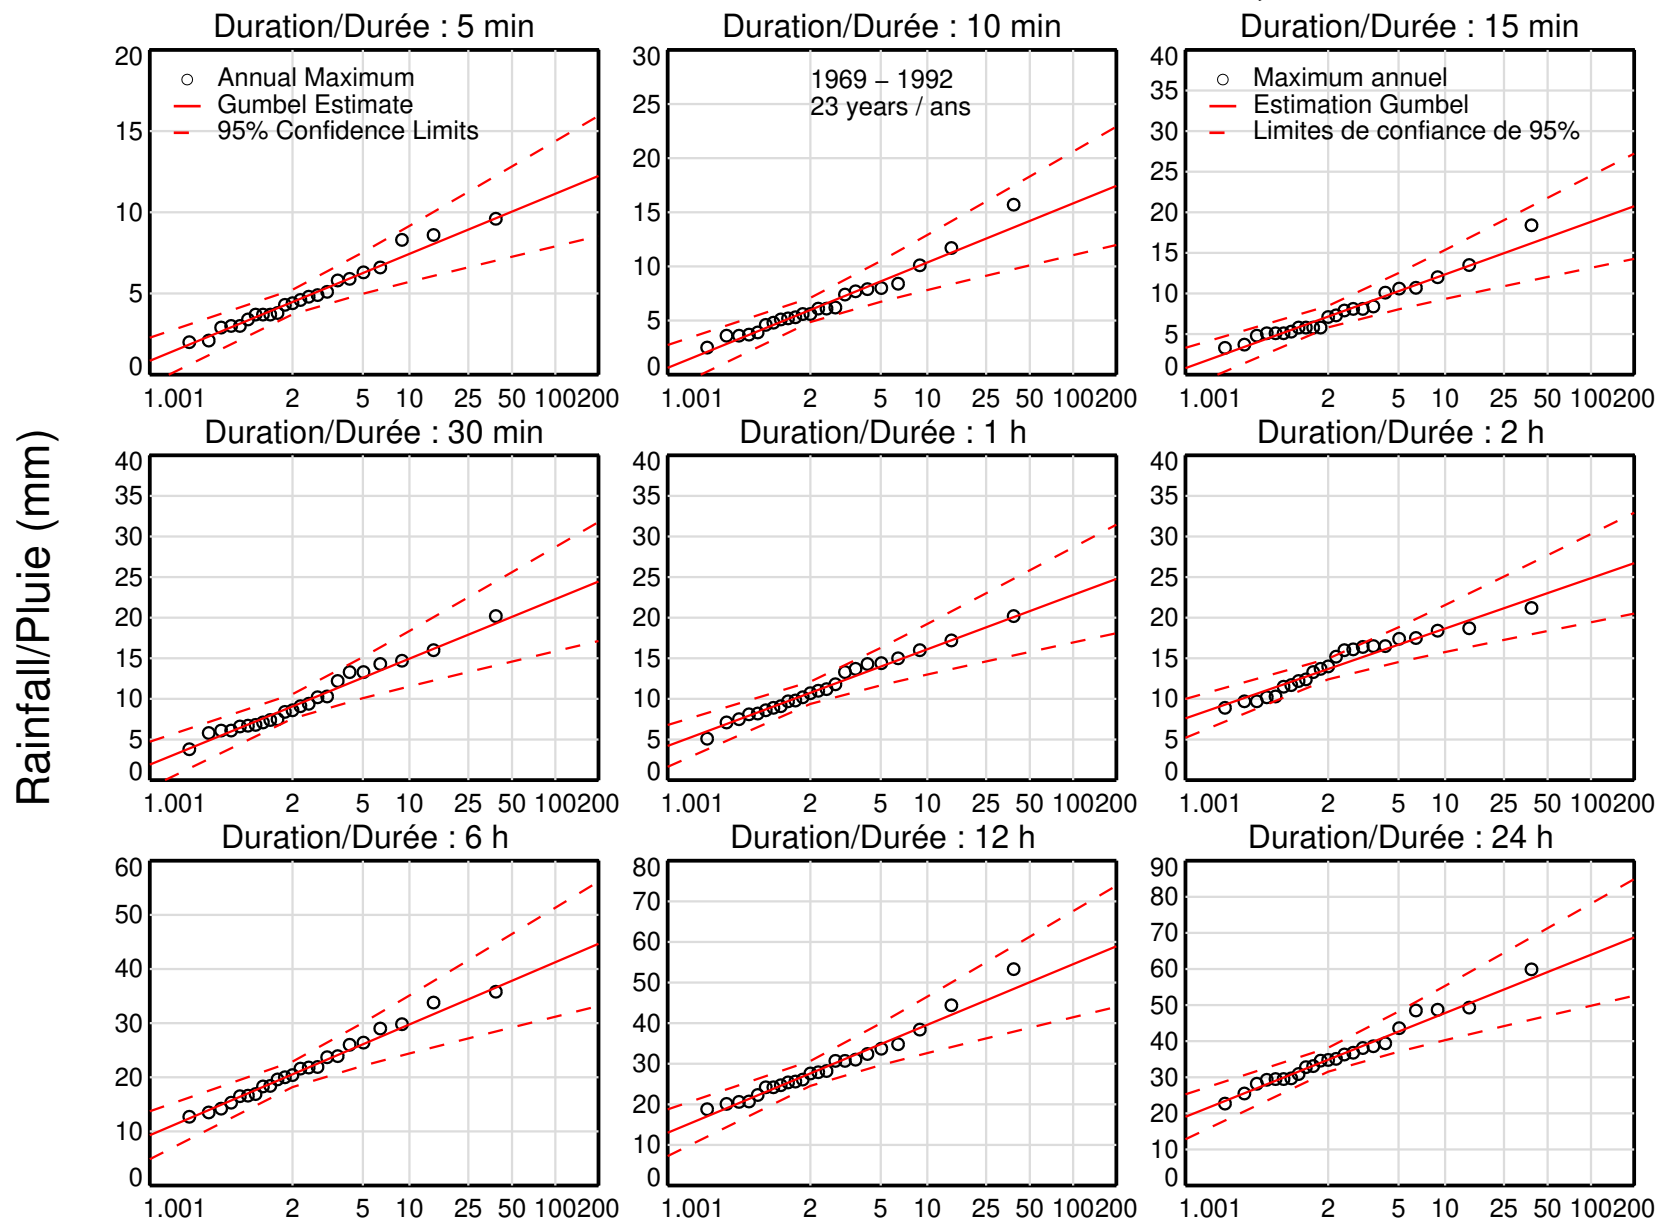 Duration/Durée : 5 min
Duration/Durée : 10 min
Duration/Durée : 15 min
20
15
10
5
0
Annual Maximum
Gumbel Estimate
95% Confidence Limits
1.001 2 5 10 25 50 100200
30
25
20
15
10
5
0
1969 – 1992
23 years / ans
1.001 2 5 10 25 50 100200
40
35
30
25
20
15
10
5
0
Maximum annuel
Estimation Gumbel
Limites de confiance de 95%
1.001 2 5 10 25 50 100200
Rainfall/Pluie (mm)
Duration/Durée : 30 min
Duration/Durée : 1 h
Duration/Durée : 2 h
40
35
30
25
20
15
10
5
0
1.001 2 5 10 25 50 100200
40
35
30
25
20
15
10
5
0
1.001 2 5 10 25 50 100200
40
35
30
25
20
15
10
5
0
1.001 2 5 10 25 50 100200
Duration/Durée : 6 h
Duration/Durée : 12 h
Duration/Durée : 24 h
60
50
40
30
20
10
0
1.001 2 5 10 25 50 100200
80
70
60
50
40
30
20
10
0
1.001 2 5 10 25 50 100200
90
80
70
60
50
40
30
20
10
0
1.001 2 5 10 25 50 100200